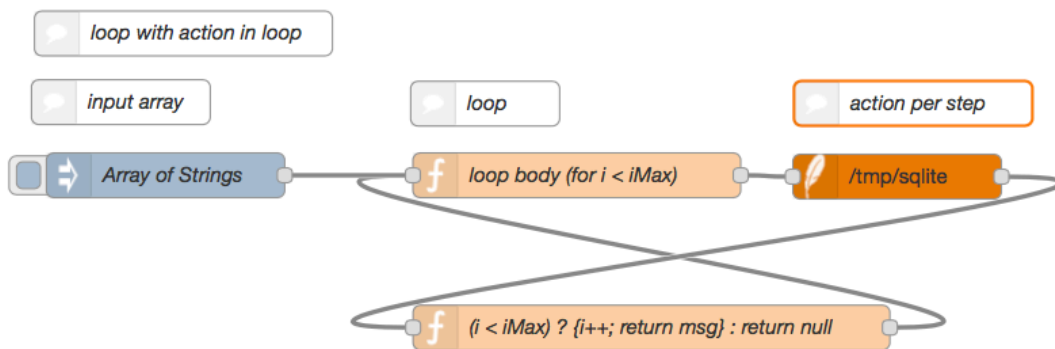 loop with action in loop
input array
loop
action per step
Array of Strings
loop body (for i < iMax)
/tmp/sqlite
(i < iMax) ? {i++; return msg} : return null